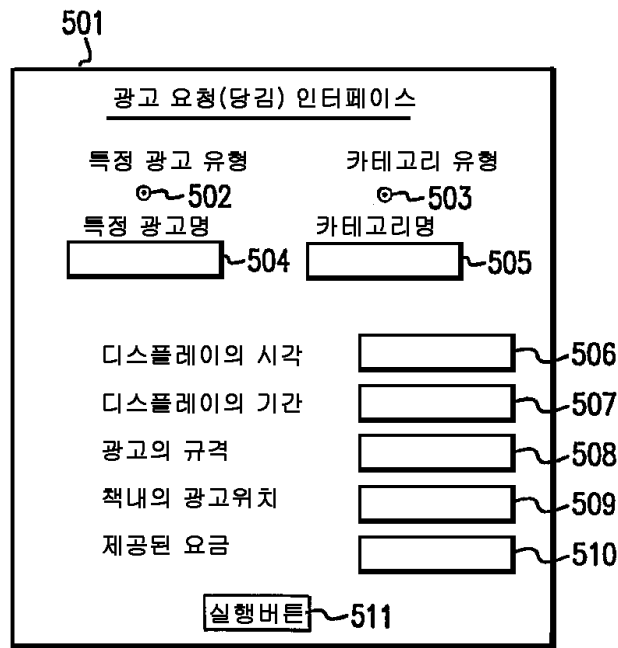 501
광고 요청(당김) 인터페이스
특정 광고 유형 카테고리 유형
502 503
특정 광고명 카테고리명
504 505
디스플레이의 시각 506
디스플레이의 기간 507
광고의 규격 508
책내의 광고위치 509
제공된 요금 510
실행버튼 511